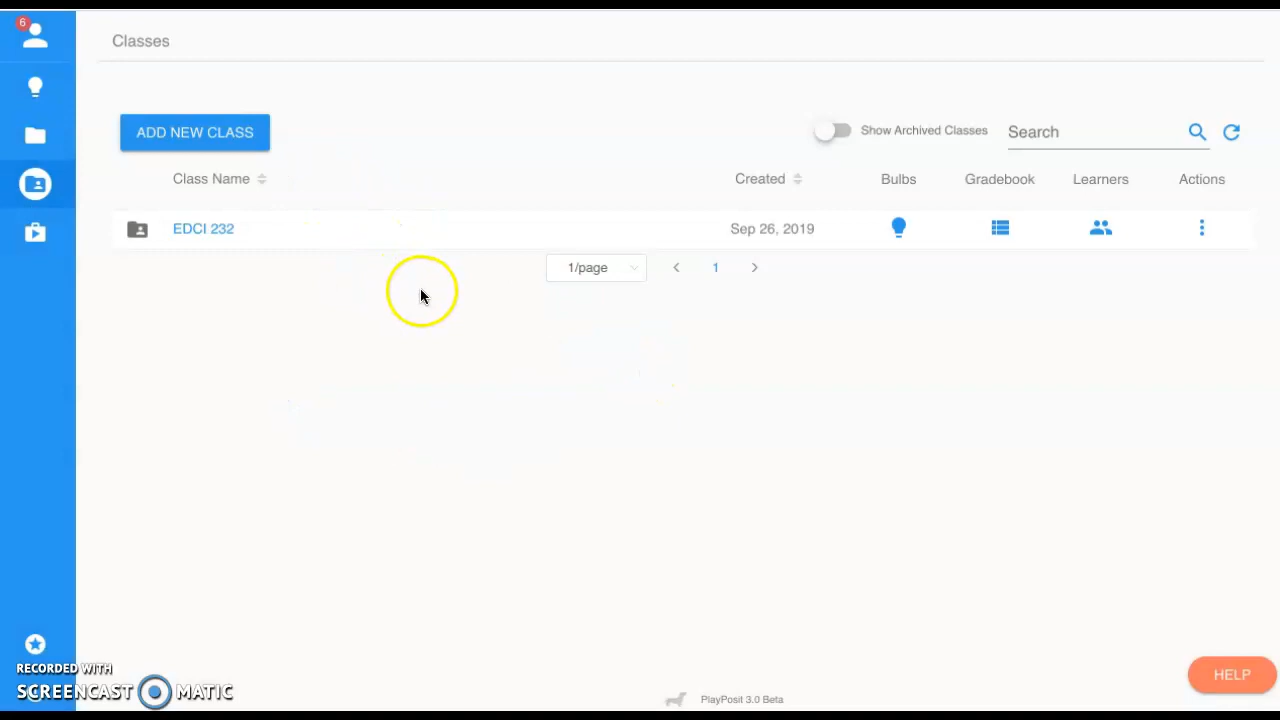 6
Classes
ADD NEW CLASS
Show Archived Classes
Search
Class Name
Created
Bulbs
Gradebook
Learners
Actions
EDCI 232
Sep 26, 2019
1/page
1
HELP
RECORDED WITH
SCREENCAST MATIC
PlayPosit 3.0 Beta